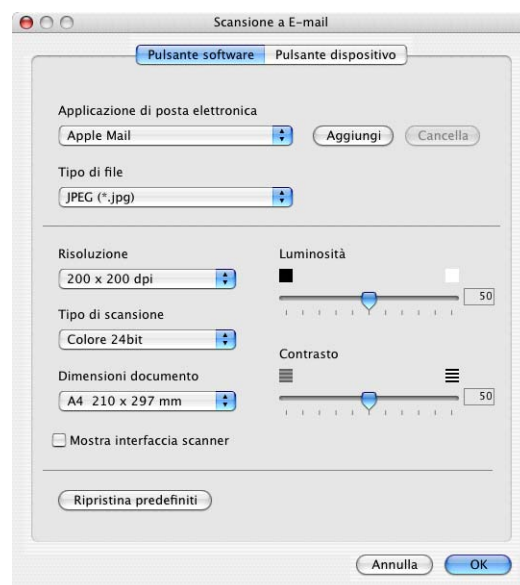 Scansione a E-mail
Pulsante software Pulsante dispositivo
Applicazione di posta elettronica
Apple Mail Aggiungi Cancella
Tipo di file
JPEG (*.jpg)
Risoluzione Luminosità
200 x 200 dpi
50
Tipo di scansione
Colore 24bit
Contrasto
Dimensioni documento
A4 210 x 297 mm 50
Mostra interfaccia scanner
Ripristina predefiniti
Annulla OK